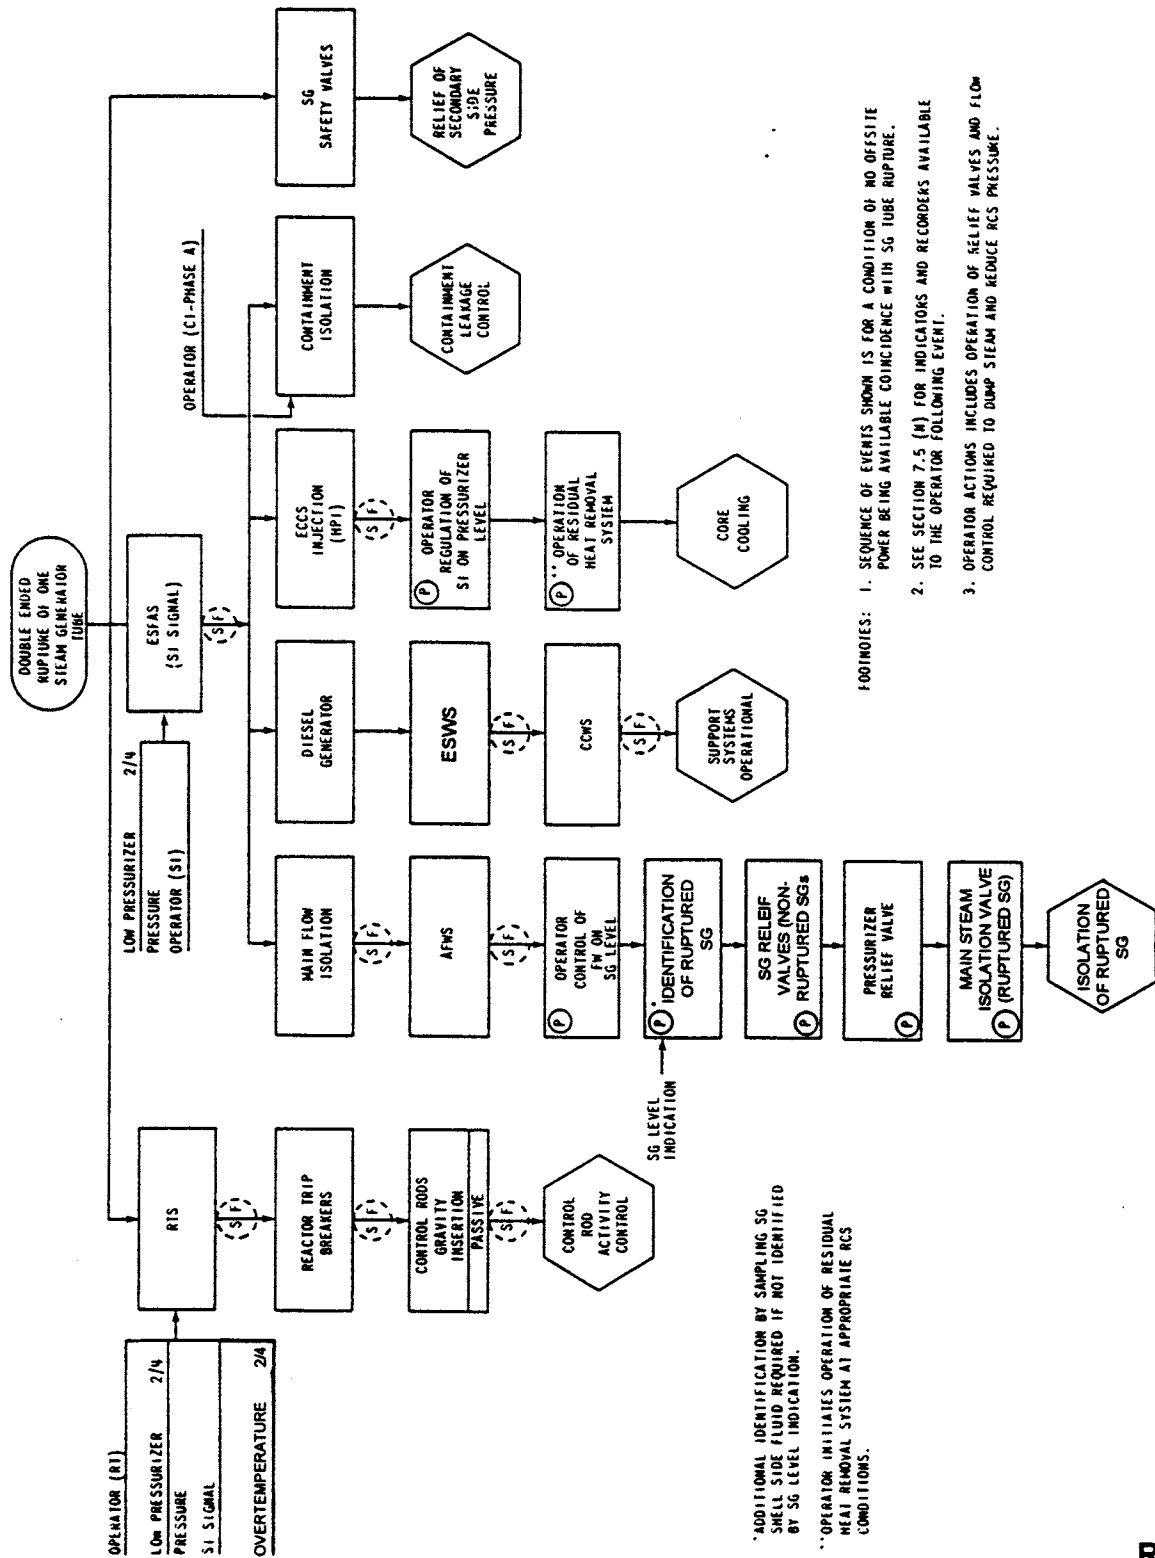 DOUBLE ENDED
RUPTURE OF ONE
STEAM GENERATOR
TUBE
LOW PRESSURIZER 2/4
PRESSURE
OPERATOR (SI)
ESFAS
(SI SIGNAL)
S F
OPERATOR (RT)
LOW PRESSURIZER 2/4
PRESSURE
SI SIGNAL
OVERTEMPERATURE 2/4
RTS
S F
REACTOR TRIP
BREAKERS
S F
CONTROL RODS
GRAVITY
INSERTION
PASSIVE
S F
CONTROL
ROD
ACTIVITY
CONTROL
MAIN FLOW
ISOLATION
S F
AFWS
S F
OPERATOR
CONTROL OF
FW ON
SG LEVEL
P
SG LEVEL
INDICATION
* IDENTIFICATION
OF RUPTURED
SG
P
SG RELEIF
VALVES (NON-
RUPTURED SGs
P
PRESSURIZER
RELIEF VALVE
P
MAIN STEAM
ISOLATION VALVE
(RUPTURED SG)
P
ISOLATION
OF RUPTURED
SG
DIESEL
GENERATOR
ESWS
S F
CCWS
S F
SUPPORT
SYSTEMS
OPERATIONAL
ECCS
INJECTION
(HPI)
S F
OPERATOR
REGULATION OF
SI ON PRESSURIZER
LEVEL
P
** OPERATION
OF RESIDUAL
HEAT REMOVAL
SYSTEM
P
CORE
COOLING
OPERATOR (CI-PHASE A)
CONTAINMENT
ISOLATION
CONTAINMENT
LEAKAGE
CONTROL
SG
SAFETY VALVES
RELIEF OF
SECONDARY
SIDE
PRESSURE
*ADDITIONAL IDENTIFICATION BY SAMPLING SG
SHELL SIDE FLUID REQUIRED IF NOT IDENTIFIED
BY SG LEVEL INDICATION.
**OPERATOR INITIATES OPERATION OF RESIDUAL
HEAT REMOVAL SYSTEM AT APPROPRIATE RCS
CONDITIONS.
FOOTNOTES: 1. SEQUENCE OF EVENTS SHOWN IS FOR A CONDITION OF NO OFFSITE
POWER BEING AVAILABLE COINCIDENCE WITH SG TUBE RUPTURE.
2. SEE SECTION 7.5 (N) FOR INDICATORS AND RECORDERS AVAILABLE
TO THE OPERATOR FOLLOWING EVENT.
3. OPERATOR ACTIONS INCLUDES OPERATION OF RELIEF VALVES AND FLOW
CONTROL REQUIRED TO DUMP STEAM AND REDUCE RCS PRESSURE.